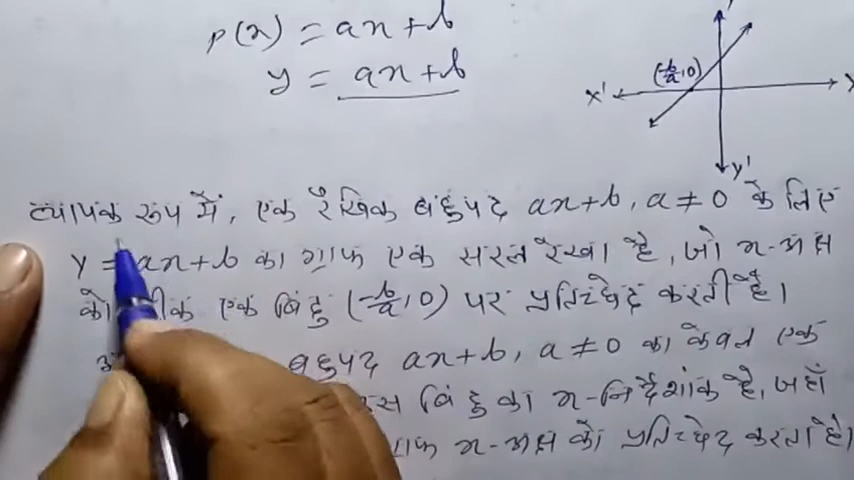 p(x) = ax + b
y = ax + b
(-b/a, 0)
X' X
Y'
व्यापक रूप में, एक रैखिक बहुपद ax + b, a ≠ 0 के लिए
y = ax + b का ग्राफ एक सरल रेखा है, जो x-अक्ष
को एक बिंदु (-b/a, 0) पर प्रतिच्छेद करती है।
बहुपद ax + b, a ≠ 0 का केवल एक
बिंदु का x-निर्देशांक है, जहाँ
x-अक्ष को प्रतिच्छेद करता है।